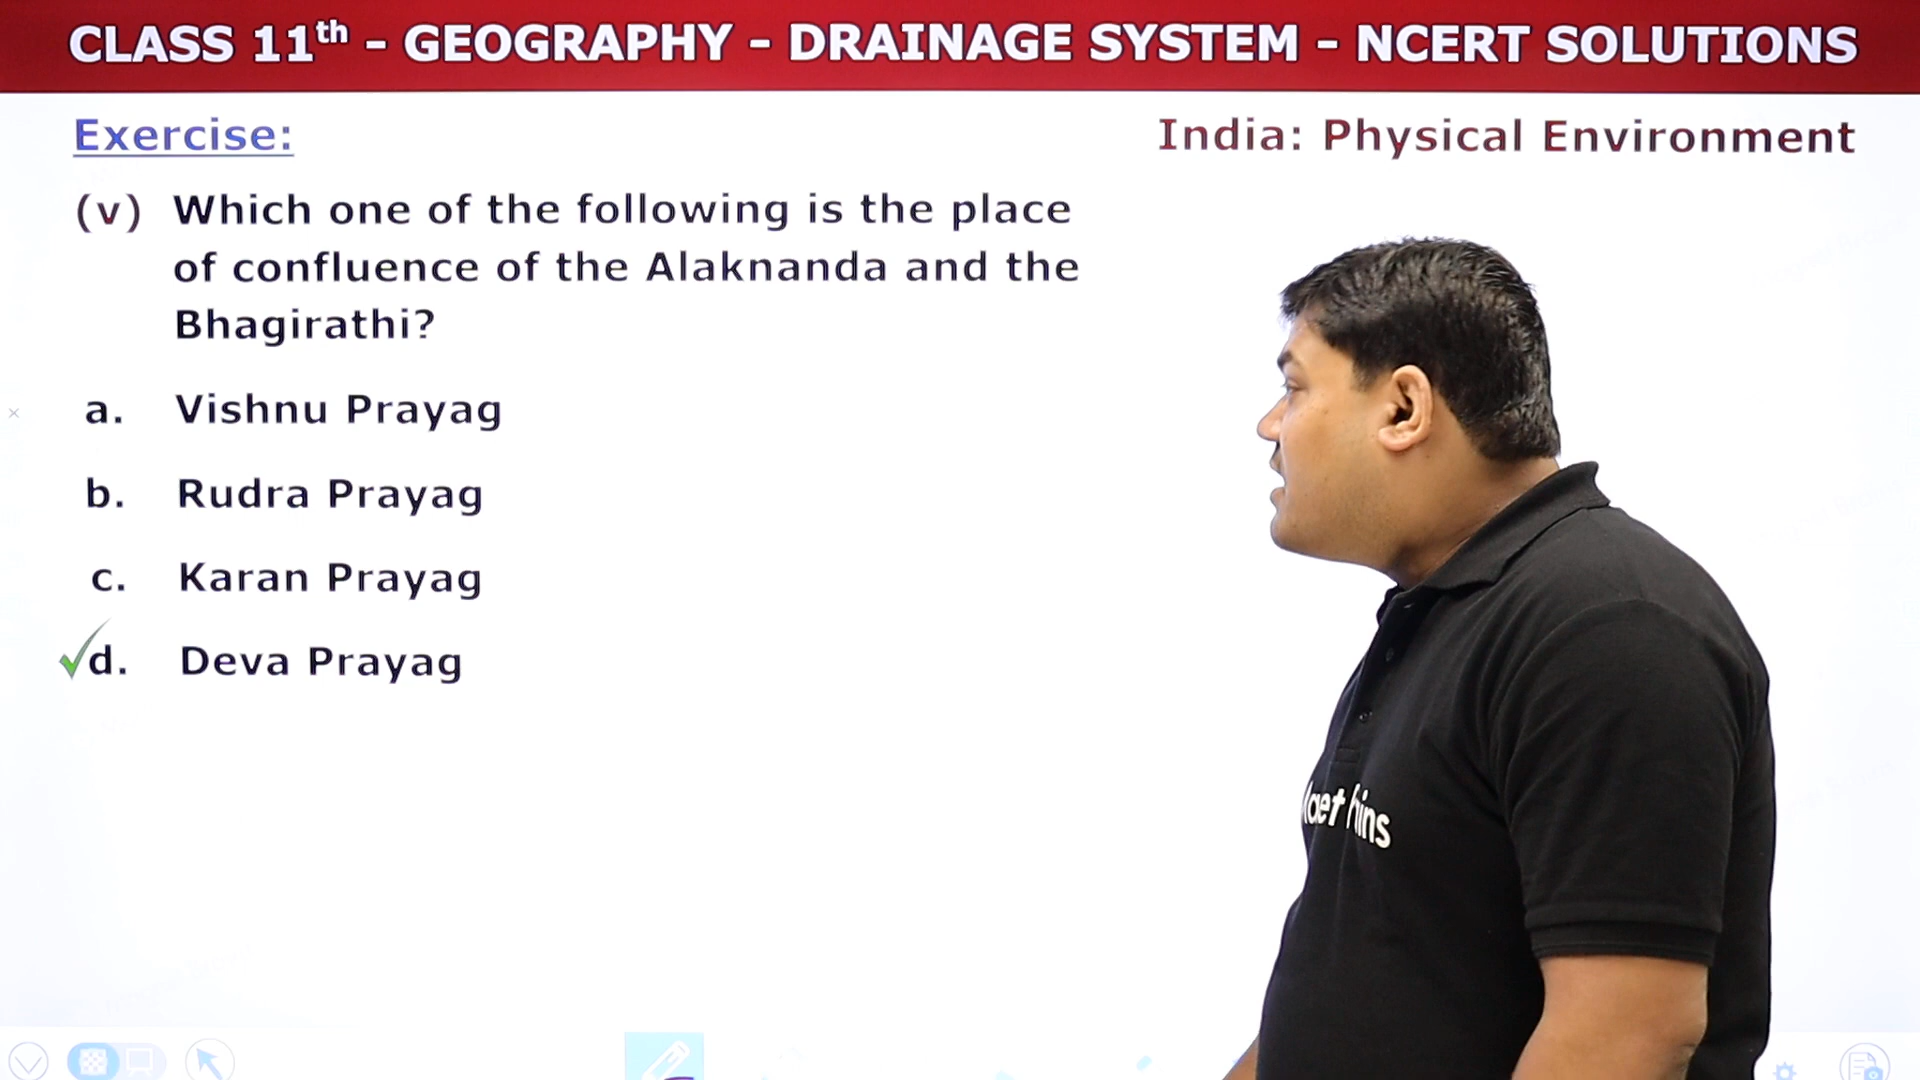 CLASS 11th - GEOGRAPHY - DRAINAGE SYSTEM - NCERT SOLUTIONS
Exercise:
India: Physical Environment
(v) Which one of the following is the place
of confluence of the Alaknanda and the
Bhagirathi?
a. Vishnu Prayag
b. Rudra Prayag
c. Karan Prayag
d. Deva Prayag